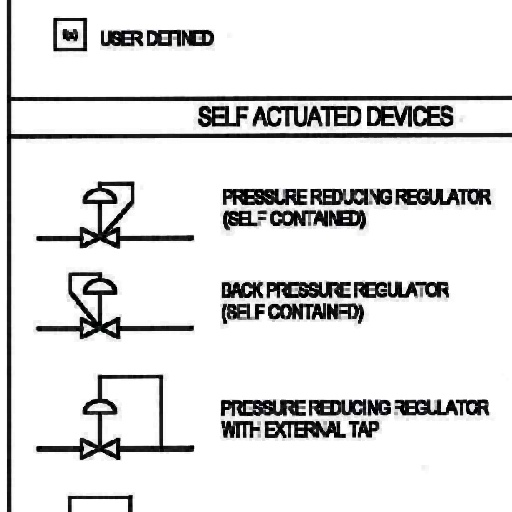 USER DEFINED
SELF ACTUATED DEVICES
PRESSURE REDUCING REGULATOR
(SELF CONTAINED)
BACK PRESSURE REGULATOR
(SELF CONTAINED)
PRESSURE REDUCING REGULATOR
WITH EXTERNAL TAP